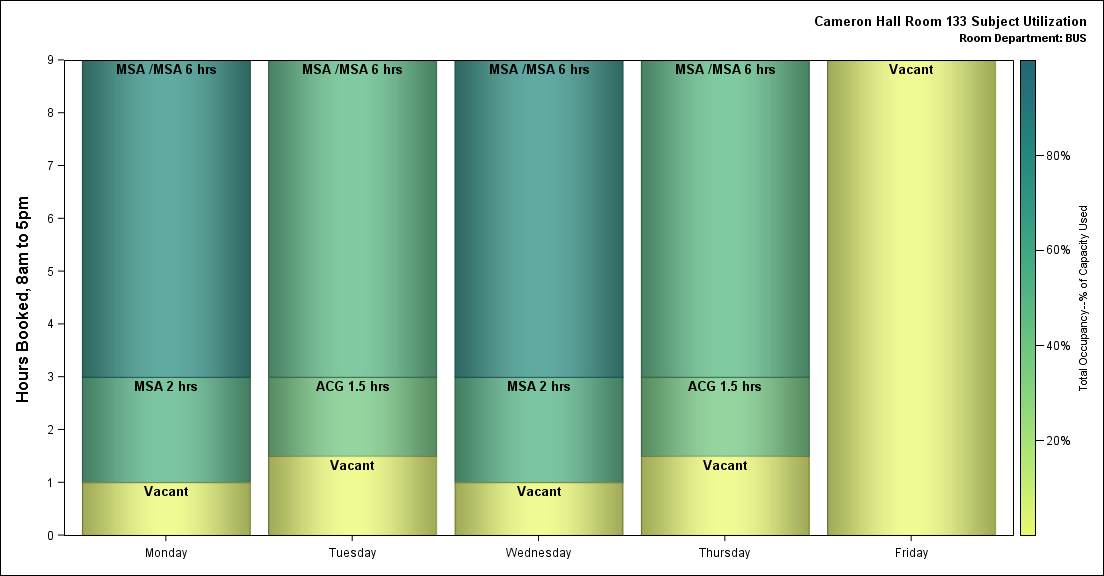 Cameron Hall Room 133 Subject Utilization
Room Department: BUS
Hours Booked, 8am to 5pm
9
8
7
6
5
4
3
2
1
0
MSA /MSA 6 hrs
MSA 2 hrs
Vacant
MSA /MSA 6 hrs
ACG 1.5 hrs
Vacant
MSA /MSA 6 hrs
MSA 2 hrs
Vacant
MSA /MSA 6 hrs
ACG 1.5 hrs
Vacant
Vacant
Monday
Tuesday
Wednesday
Thursday
Friday
80%
60%
40%
20%
Total Occupancy--% of Capacity Used